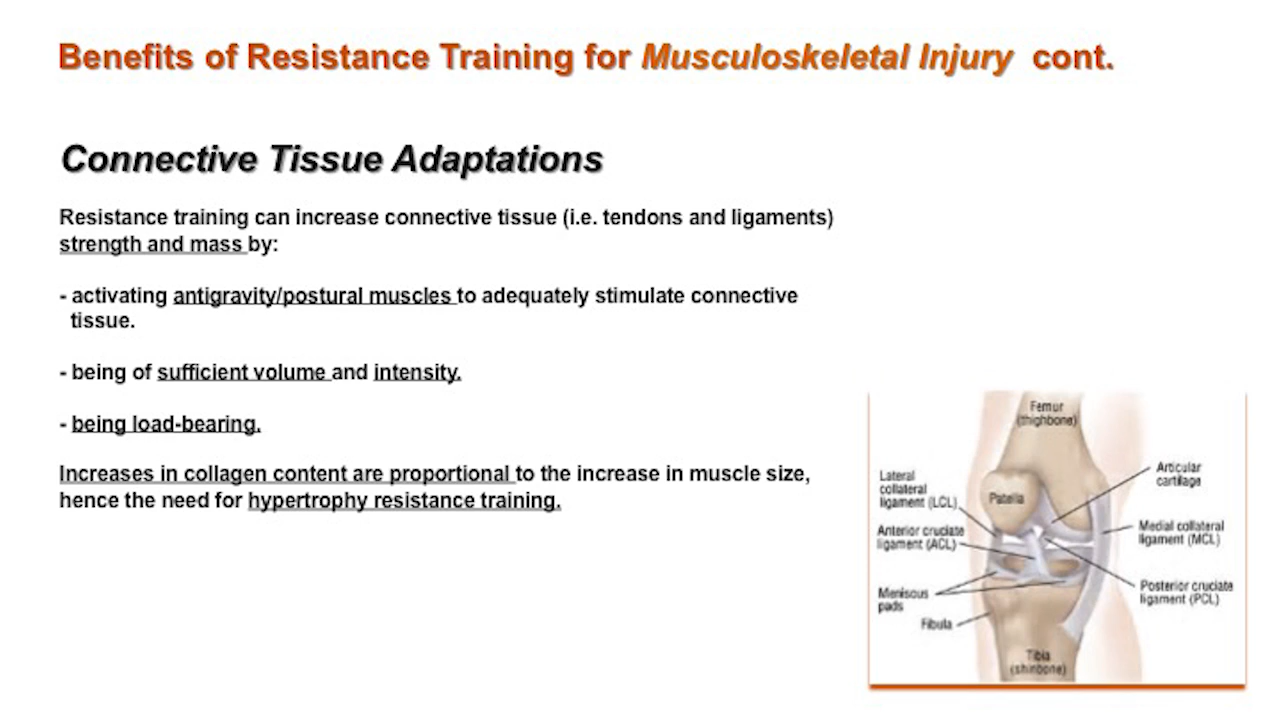 Benefits of Resistance Training for Musculoskeletal Injury cont.
Connective Tissue Adaptations
Resistance training can increase connective tissue (i.e. tendons and ligaments)
strength and mass by:
- activating antigravity/postural muscles to adequately stimulate connective
tissue.
- being of sufficient volume and intensity.
- being load-bearing.
Increases in collagen content are proportional to the increase in muscle size,
hence the need for hypertrophy resistance training.
Femur
(thighbone)
Articular
cartilage
Lateral
collateral
ligament (LCL)
Patella
Medial collateral
ligament (MCL)
Anterior cruciate
ligament (ACL)
Posterior cruciate
ligament (PCL)
Meniscus
pads
Fibula
Tibia
(shinbone)